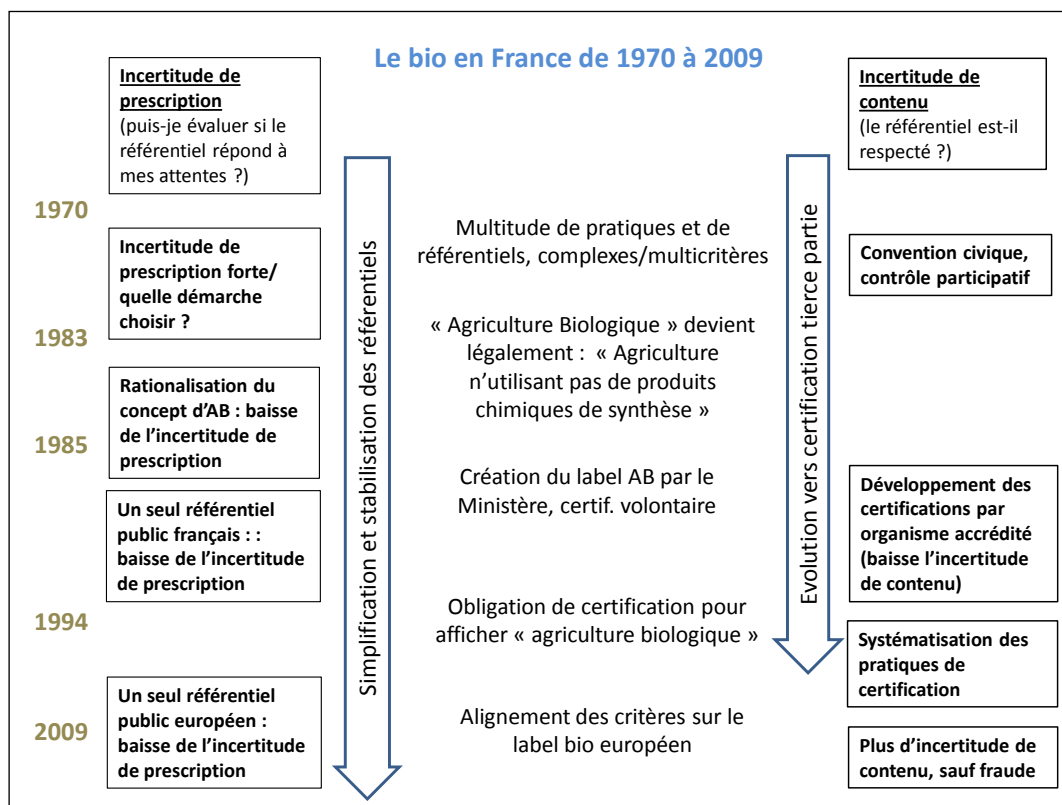 Le bio en France de 1970 à 2009
Incertitude de
prescription
(puis-je évaluer si le
référentiel répond à
mes attentes ?)
Incertitude de
contenu
(le référentiel est-il
respecté ?)
1970
Incertitude de
prescription forte/
quelle démarche
choisir ?
Multitude de pratiques et de
référentiels, complexes/multicritères
Convention civique,
contrôle participatif
1983
« Agriculture Biologique » devient
légalement : « Agriculture
n’utilisant pas de produits
chimiques de synthèse »
Rationalisation du
concept d’AB : baisse
de l’incertitude de
prescription
1985
Création du label AB par le
Ministère, certif. volontaire
Un seul référentiel
public français : :
baisse de l’incertitude
de prescription
Développement des
certifications par
organisme accrédité
(baisse l’incertitude
de contenu)
1994
Obligation de certification pour
afficher « agriculture biologique »
Systématisation des
pratiques de
certification
Un seul référentiel
public européen :
baisse de l’incertitude
de prescription
2009
Alignement des critères sur le
label bio européen
Plus d’incertitude de
contenu, sauf fraude
Simplification et stabilisation des référentiels
Evolution vers certification tierce partie